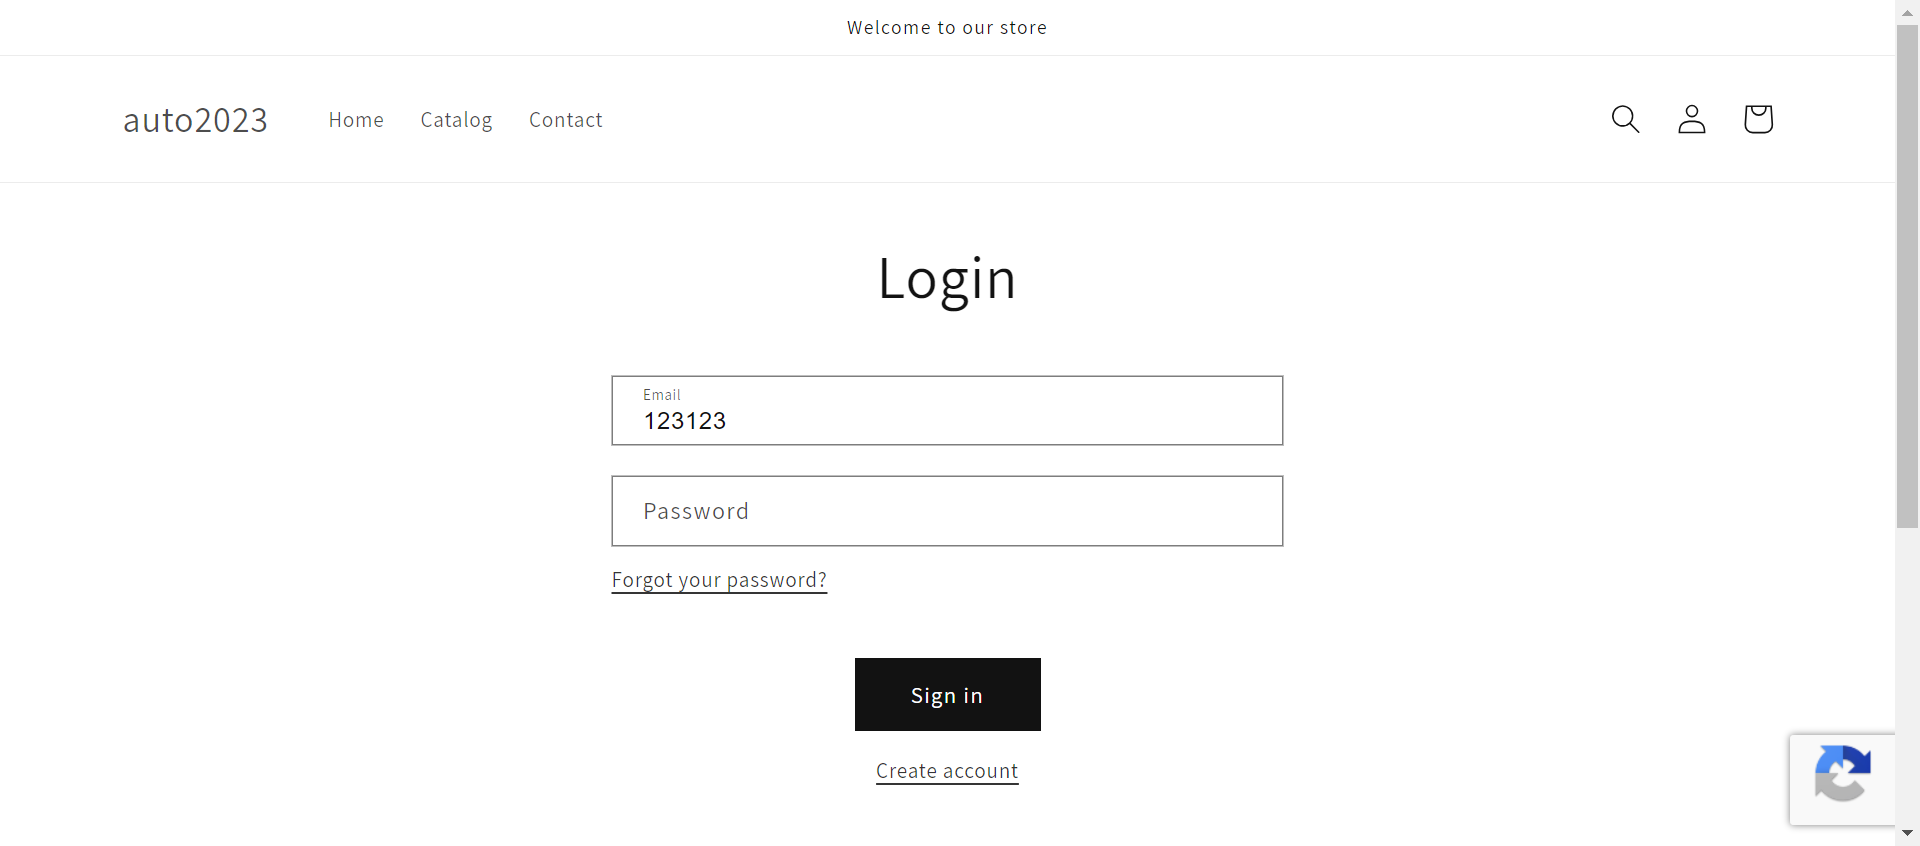 Welcome to our store
auto2023
Home
Catalog
Contact
Login
Email
123123
Password
Forgot your password?
Sign in
Create account